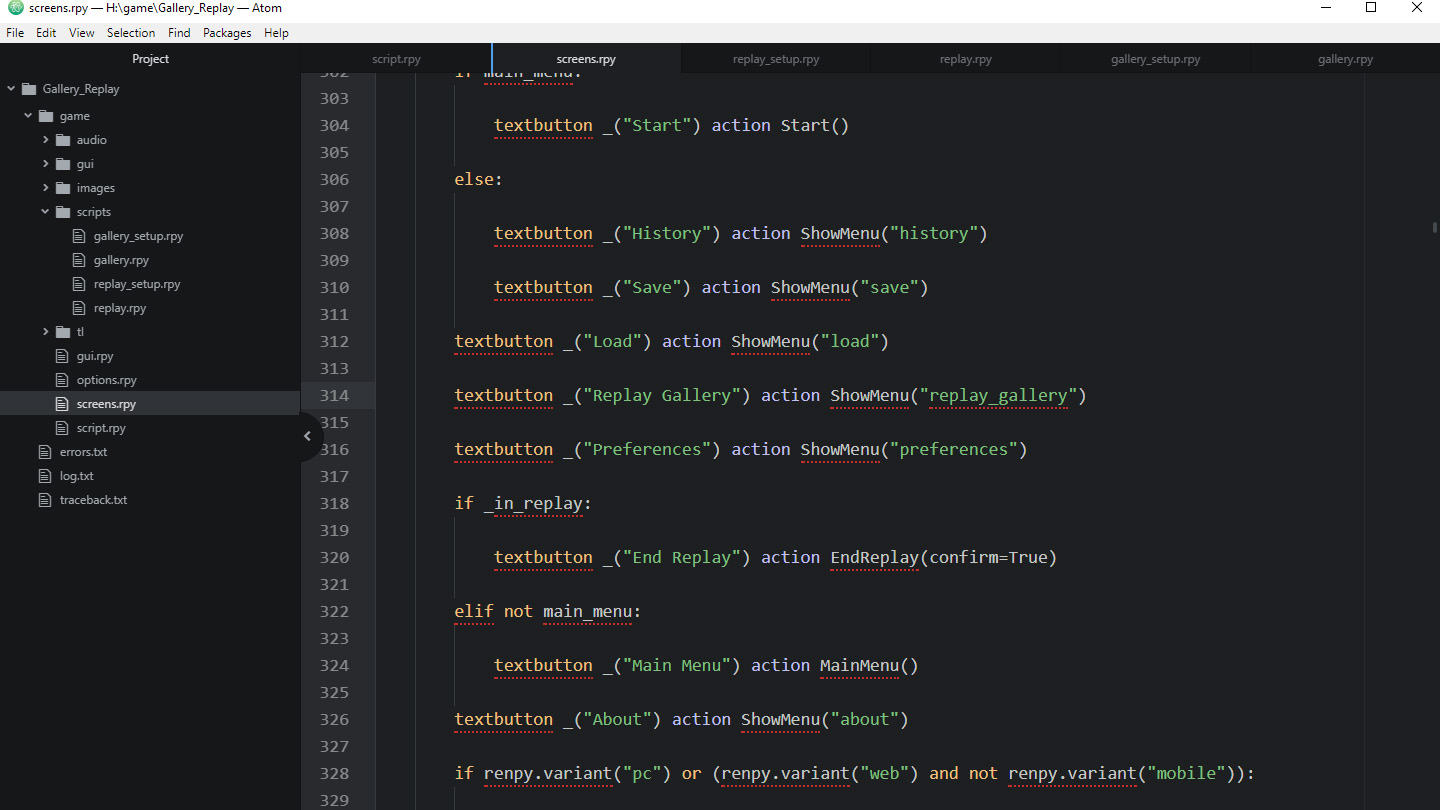 screens.rpy — H:\game\Gallery_Replay — Atom
File Edit View Selection Find Packages Help
Project
Gallery_Replay
game
audio
gui
images
scripts
gallery_setup.rpy
gallery.rpy
replay_setup.rpy
replay.rpy
tl
gui.rpy
options.rpy
screens.rpy
script.rpy
errors.txt
log.txt
traceback.txt
script.rpy screens.rpy replay_setup.rpy replay.rpy gallery_setup.rpy gallery.rpy
302 if main_menu:
303
304 textbutton _("Start") action Start()
305
306 else:
307
308 textbutton _("History") action ShowMenu("history")
309
310 textbutton _("Save") action ShowMenu("save")
311
312 textbutton _("Load") action ShowMenu("load")
313
314 textbutton _("Replay Gallery") action ShowMenu("replay_gallery")
315
316 textbutton _("Preferences") action ShowMenu("preferences")
317
318 if _in_replay:
319
320 textbutton _("End Replay") action EndReplay(confirm=True)
321
322 elif not main_menu:
323
324 textbutton _("Main Menu") action MainMenu()
325
326 textbutton _("About") action ShowMenu("about")
327
328 if renpy.variant("pc") or (renpy.variant("web") and not renpy.variant("mobile")):
329